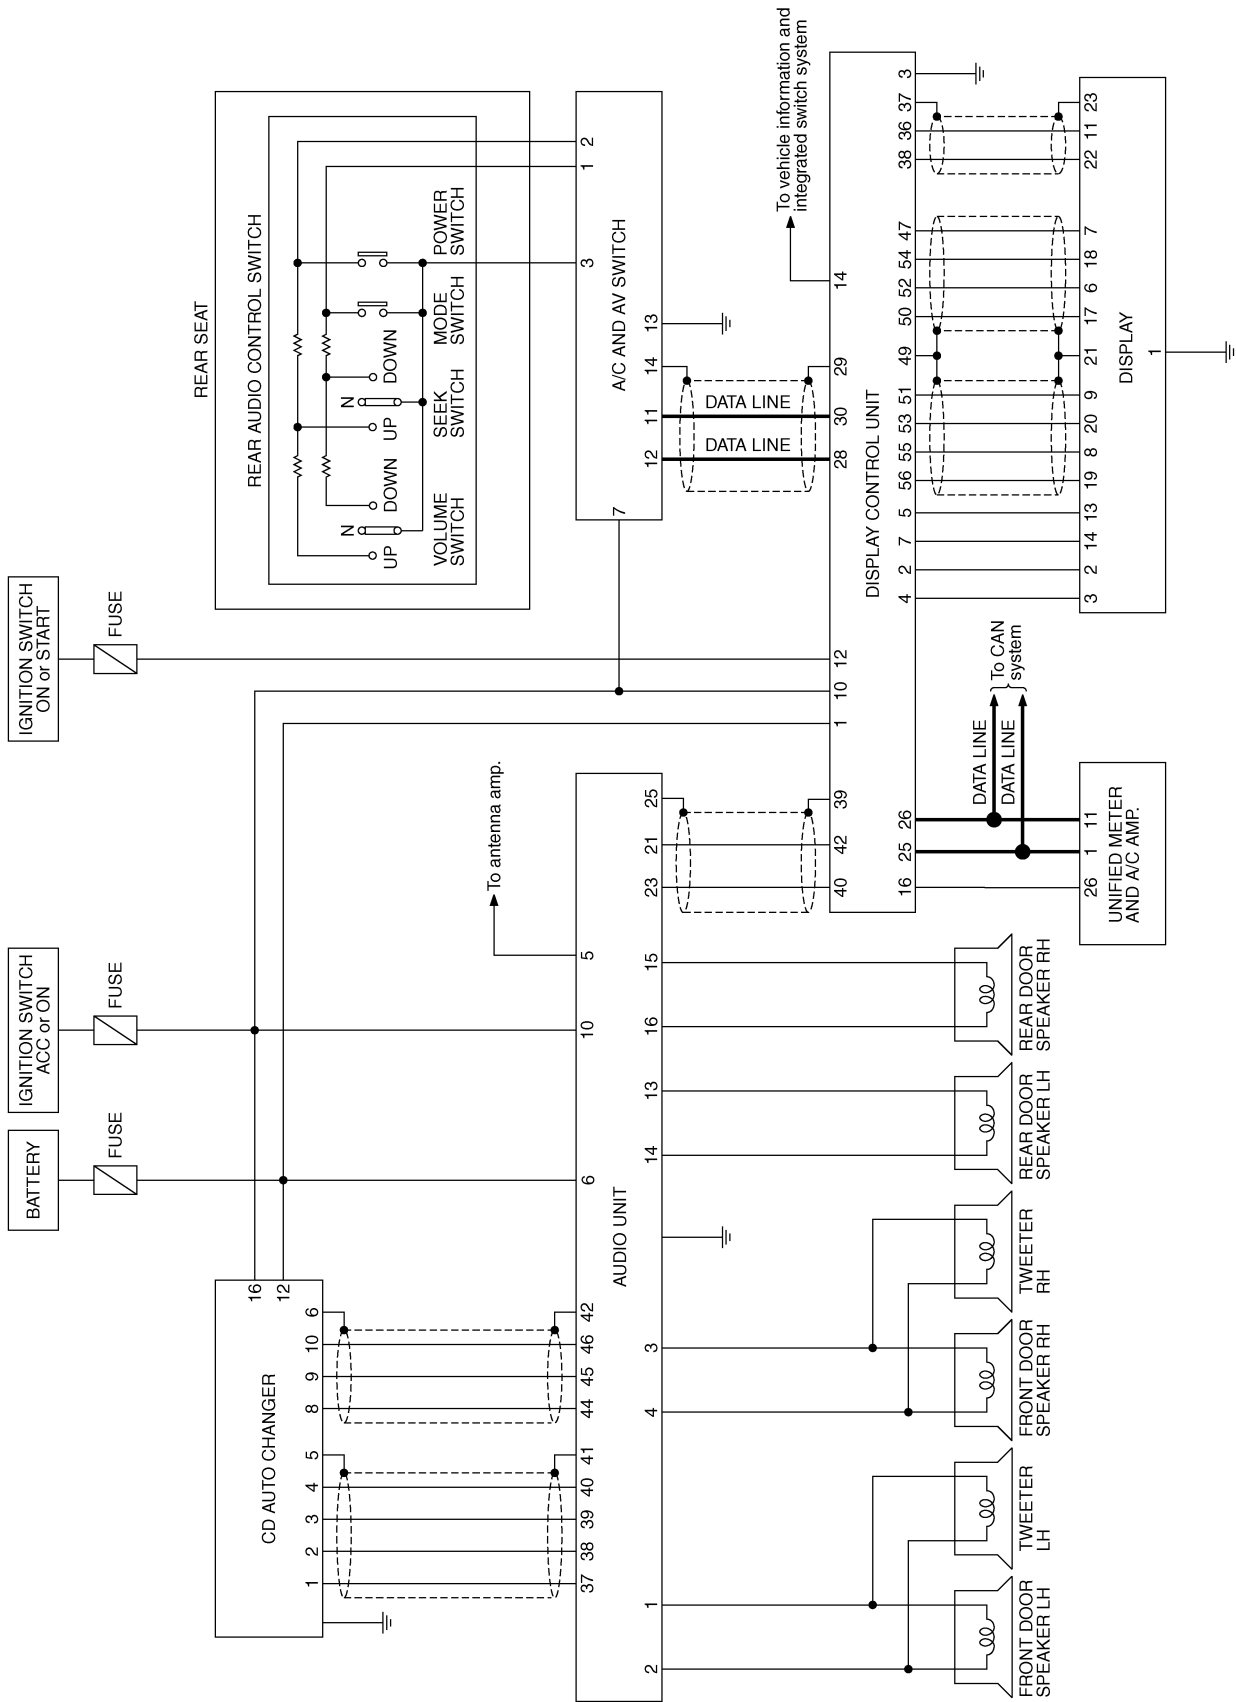 BATTERY
IGNITION SWITCH
ACC or ON
IGNITION SWITCH
ON or START
FUSE
FUSE
FUSE
REAR SEAT
REAR AUDIO CONTROL SWITCH
UP
N
DOWN
UP
N
DOWN
VOLUME
SWITCH
SEEK
SWITCH
MODE
SWITCH
POWER
SWITCH
CD AUTO CHANGER
16
12
1
2
3
4
5
8
9
10
6
37
38
39
40
41
44
45
46
42
6
10
5
To antenna amp.
AUDIO UNIT
2
1
4
3
14
13
16
15
23
21
25
7
3
1
2
A/C AND AV SWITCH
12
11
14
13
DATA LINE
DATA LINE
To vehicle information and
integrated switch system
40
42
39
1
10
12
28
30
29
14
DISPLAY CONTROL UNIT
16
25
26
4
2
7
5
56
55
53
51
49
50
52
54
47
38
36
37
3
DATA LINE
DATA LINE
To CAN
system
26
1
11
UNIFIED METER
AND A/C AMP.
3
2
14
13
19
8
20
9
21
17
6
18
7
22
11
23
DISPLAY
1
FRONT DOOR
SPEAKER LH
TWEETER
LH
FRONT DOOR
SPEAKER RH
TWEETER
RH
REAR DOOR
SPEAKER LH
REAR DOOR
SPEAKER RH